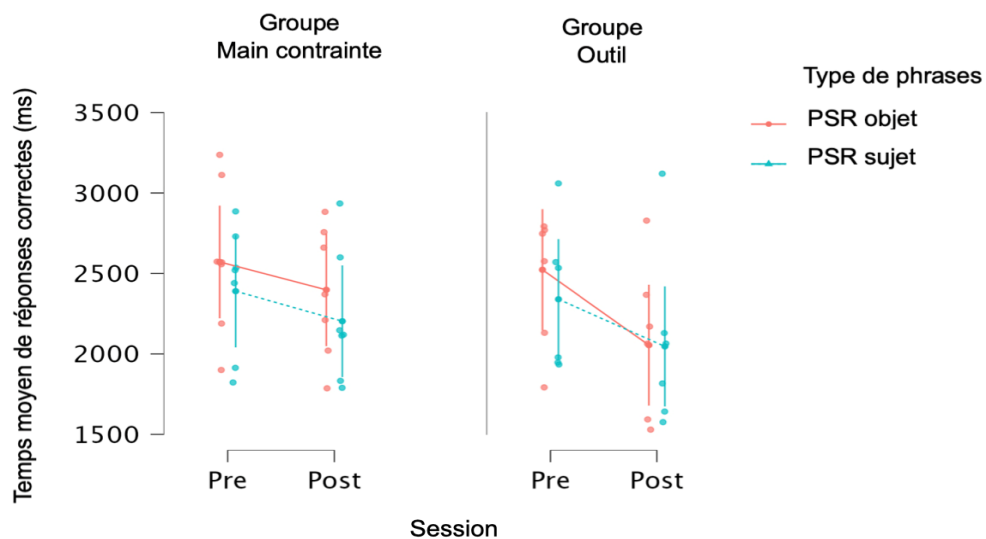 Groupe
Main contrainte
Groupe
Outil
Type de phrases
PSR objet
PSR sujet
Temps moyen de réponses correctes (ms)
3500
3000
2500
2000
1500
Pre
Post
Pre
Post
Session